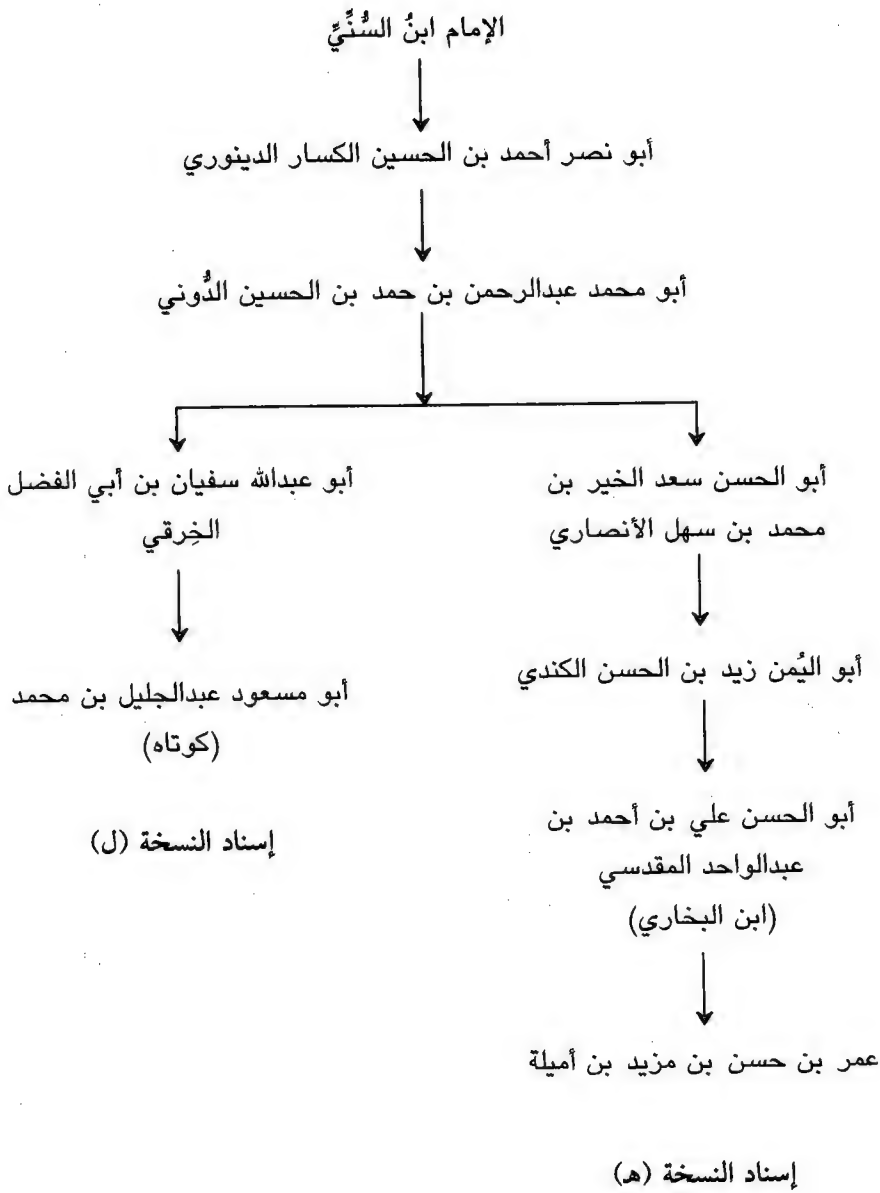 الإمام ابنُ السُّنِّيِّ
أبو نصر أحمد بن الحسين الكسار الدينوري
أبو محمد عبدالرحمن بن حمد بن الحسين الدُّوني
أبو الحسن سعد الخير بن
محمد بن سهل الأنصاري
أبو اليُمن زيد بن الحسن الكندي
أبو الحسن علي بن أحمد بن
عبدالواحد المقدسي
(ابن البخاري)
عمر بن حسن بن مزيد بن أميلة
إسناد النسخة (هـ)
أبو عبدالله سفيان بن أبي الفضل
الخِرقي
أبو مسعود عبدالجليل بن محمد
(كوتاه)
إسناد النسخة (ل)